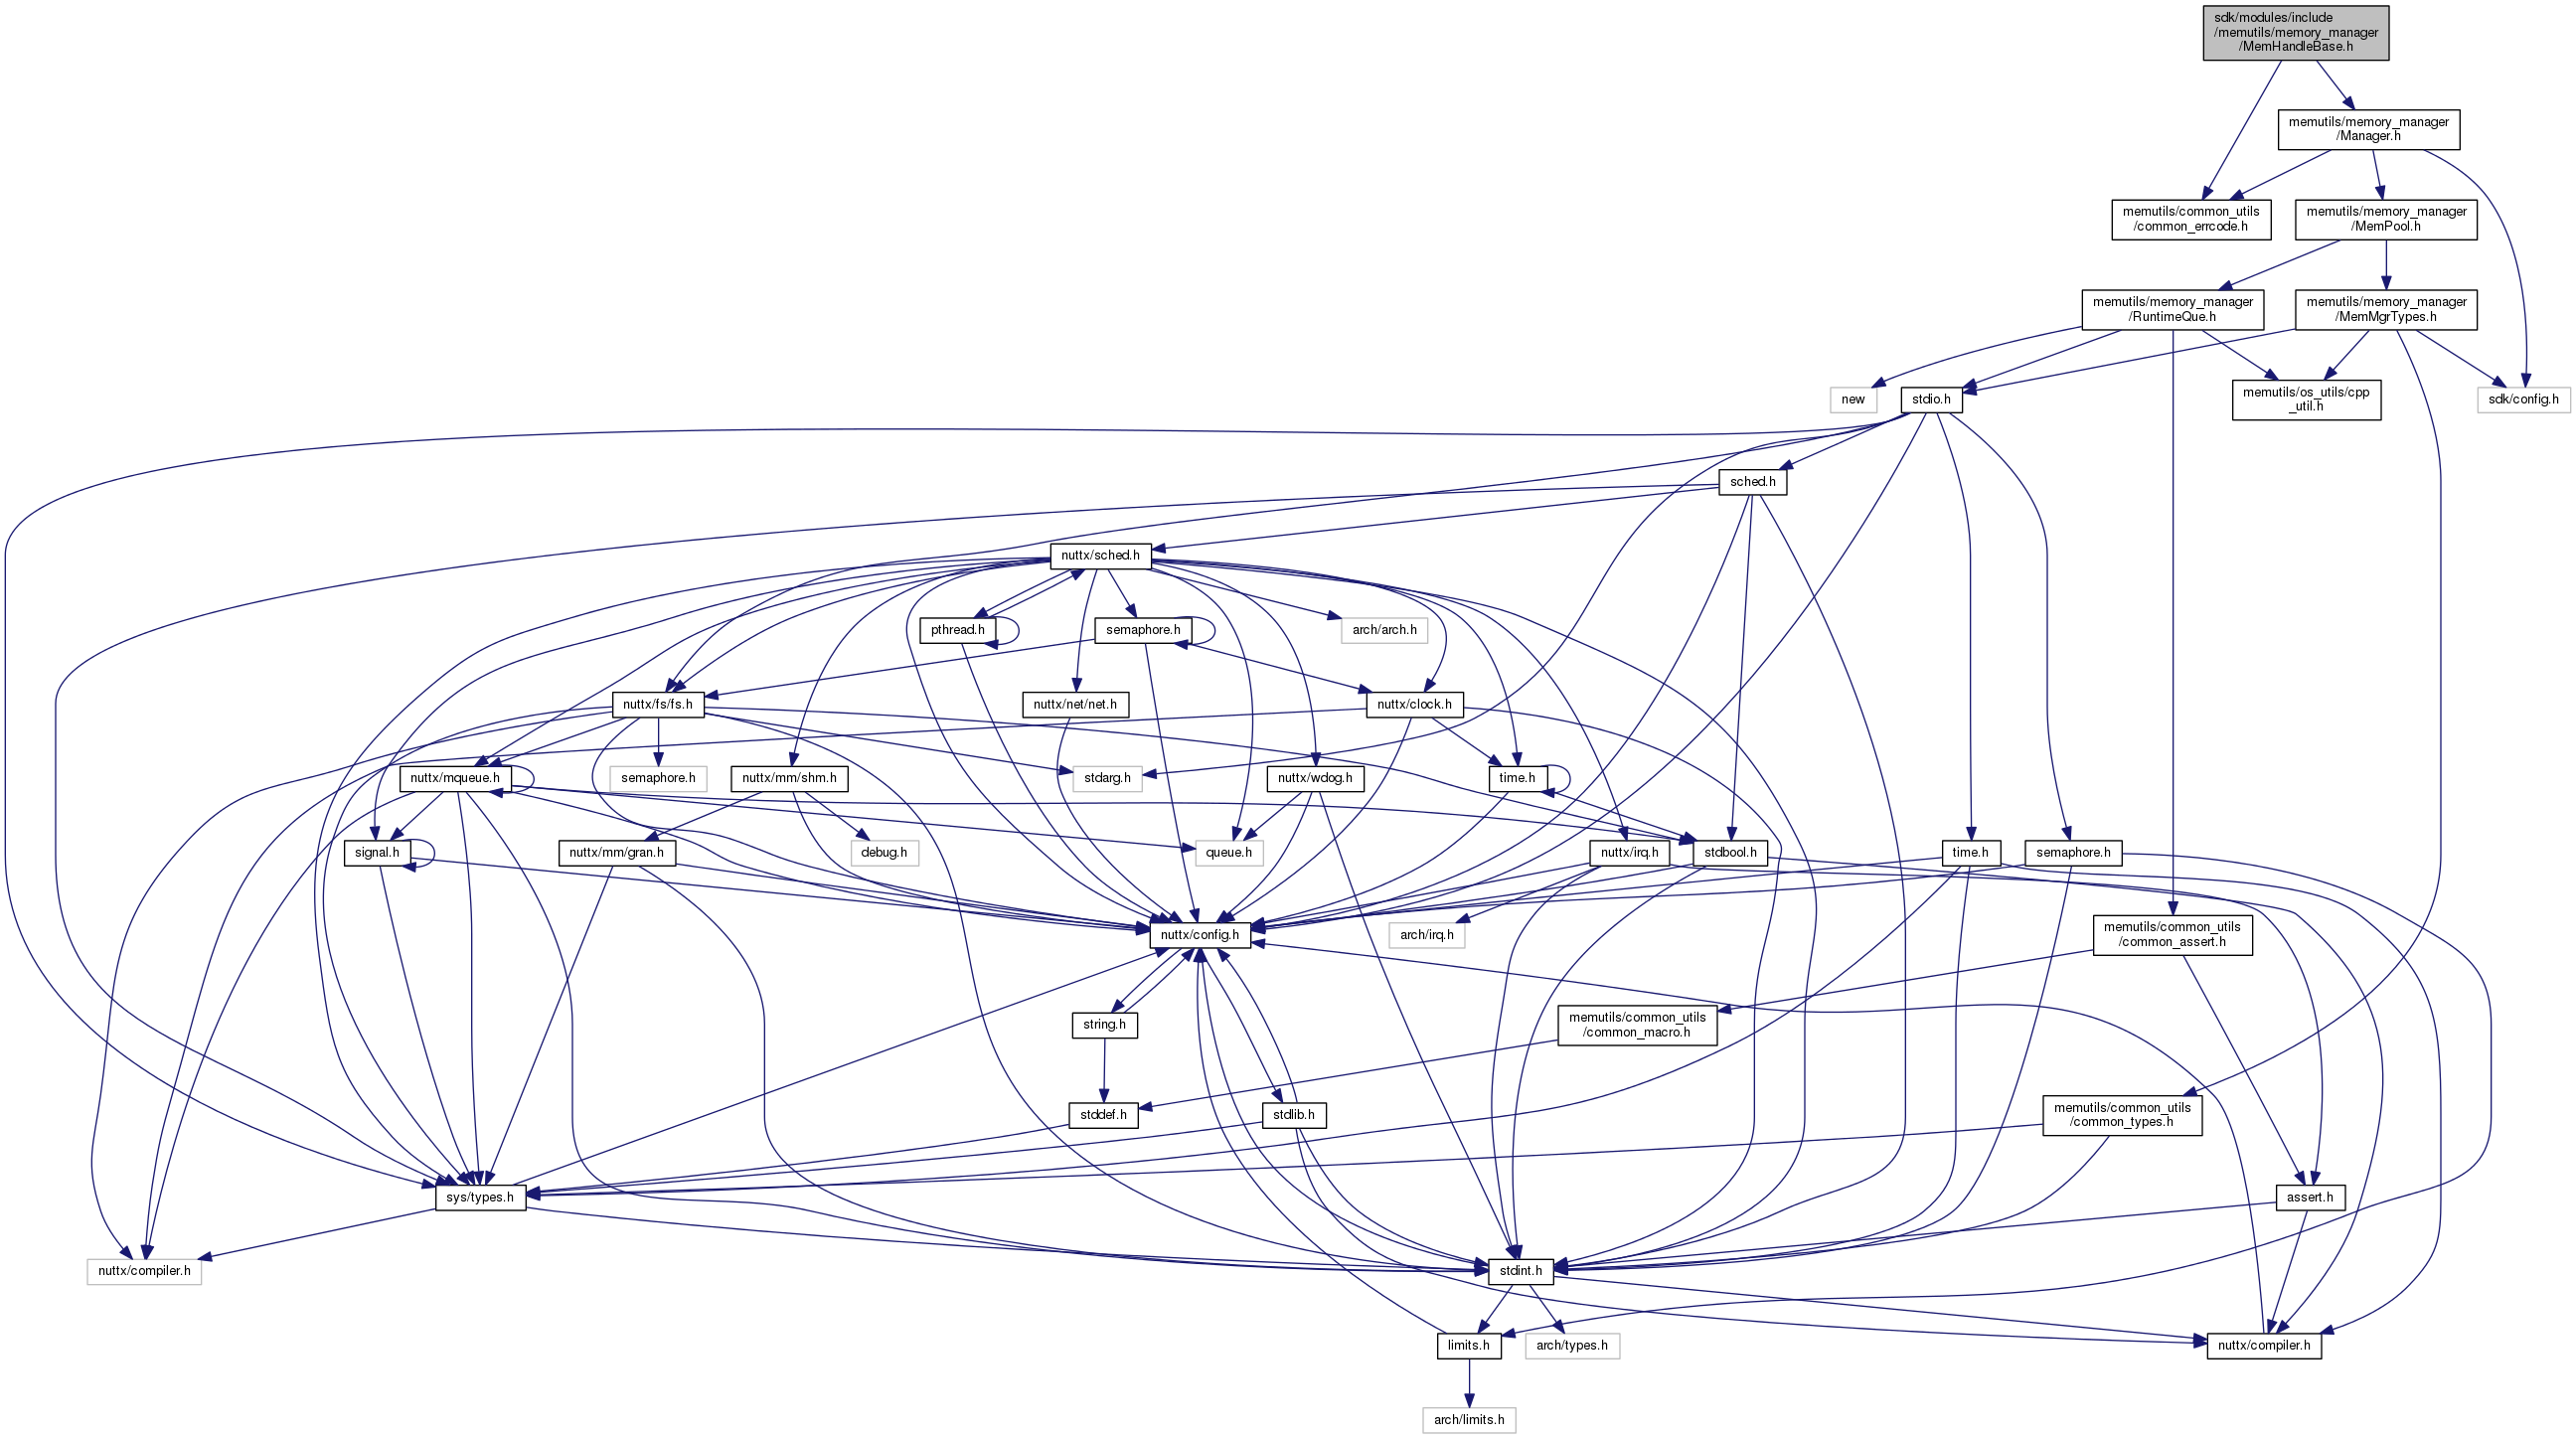 sdk/modules/include
/memutils/memory_manager
/MemHandleBase.h
memutils/memory_manager
/Manager.h
memutils/common_utils
/common_errcode.h
memutils/memory_manager
/MemPool.h
memutils/memory_manager
/RuntimeQue.h
memutils/memory_manager
/MemMgrTypes.h
new
stdio.h
memutils/os_utils/cpp
_util.h
sdk/config.h
sched.h
nuttx/sched.h
pthread.h
semaphore.h
arch/arch.h
nuttx/fs/fs.h
nuttx/net/net.h
nuttx/clock.h
nuttx/mqueue.h
semaphore.h
nuttx/mm/shm.h
stdarg.h
nuttx/wdog.h
time.h
signal.h
nuttx/mm/gran.h
debug.h
queue.h
nuttx/irq.h
stdbool.h
time.h
semaphore.h
nuttx/config.h
arch/irq.h
memutils/common_utils
/common_assert.h
string.h
memutils/common_utils
/common_macro.h
stddef.h
stdlib.h
memutils/common_utils
/common_types.h
sys/types.h
assert.h
nuttx/compiler.h
stdint.h
limits.h
arch/types.h
nuttx/compiler.h
arch/limits.h